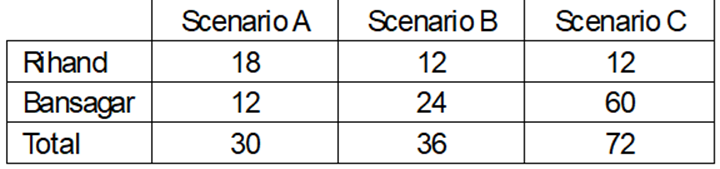 Scenario A Scenario B Scenario C
Rihand 18 12 12
Bansagar 12 24 60
Total 30 36 72